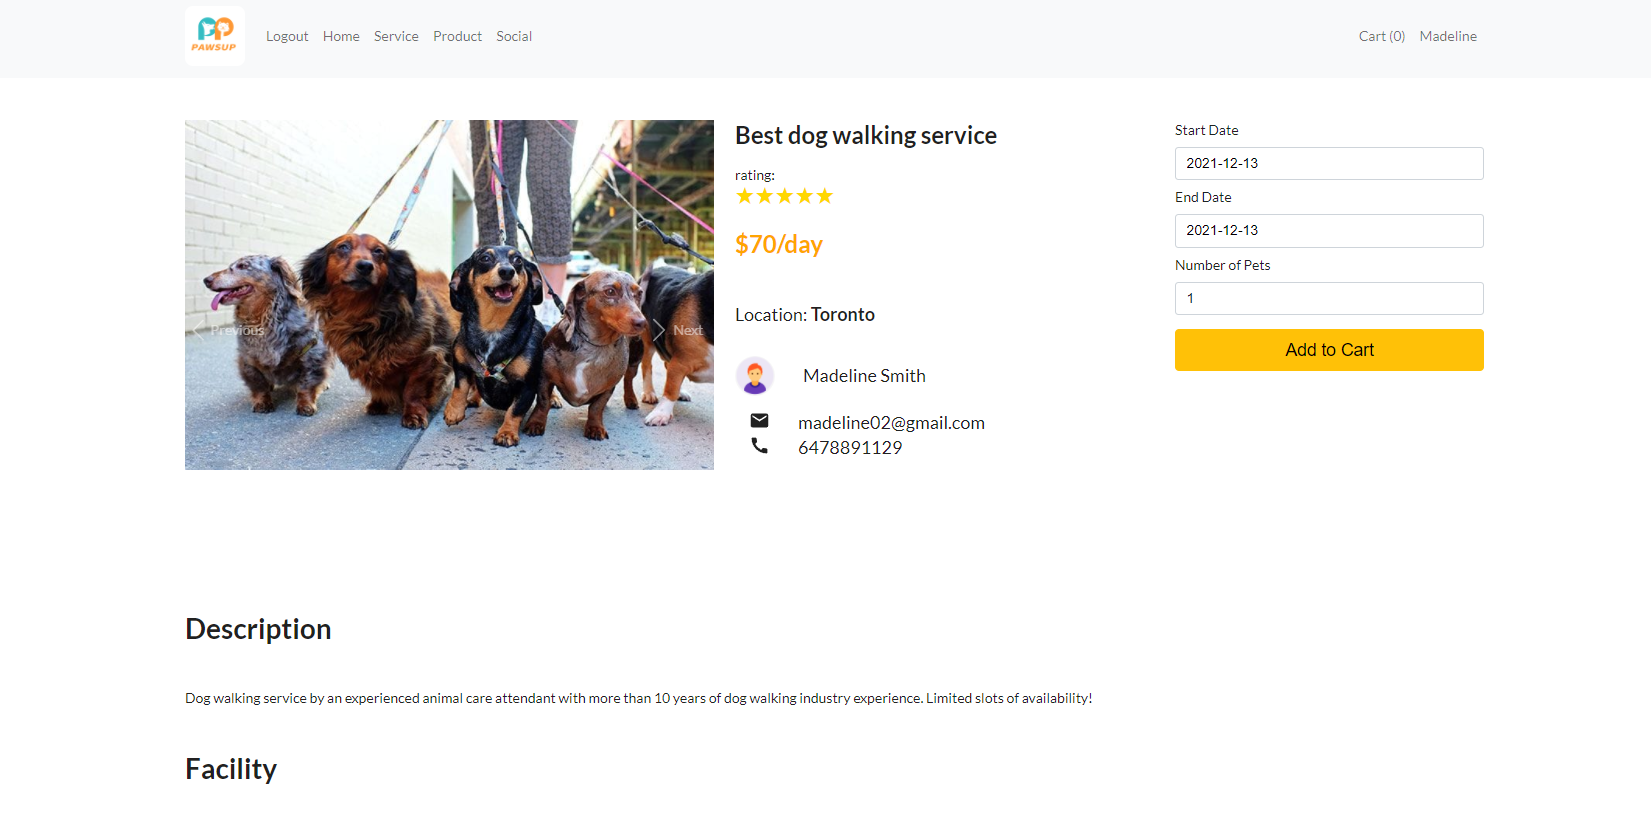 PAWSUP
Logout Home Service Product Social Cart (0) Madeline
Best dog walking service
rating:
$70/day
Location: Toronto
Madeline Smith
madeline02@gmail.com
6478891129
Previous
Next
Start Date
2021-12-13
End Date
2021-12-13
Number of Pets
1
Add to Cart
Description
Dog walking service by an experienced animal care attendant with more than 10 years of dog walking industry experience. Limited slots of availability!
Facility